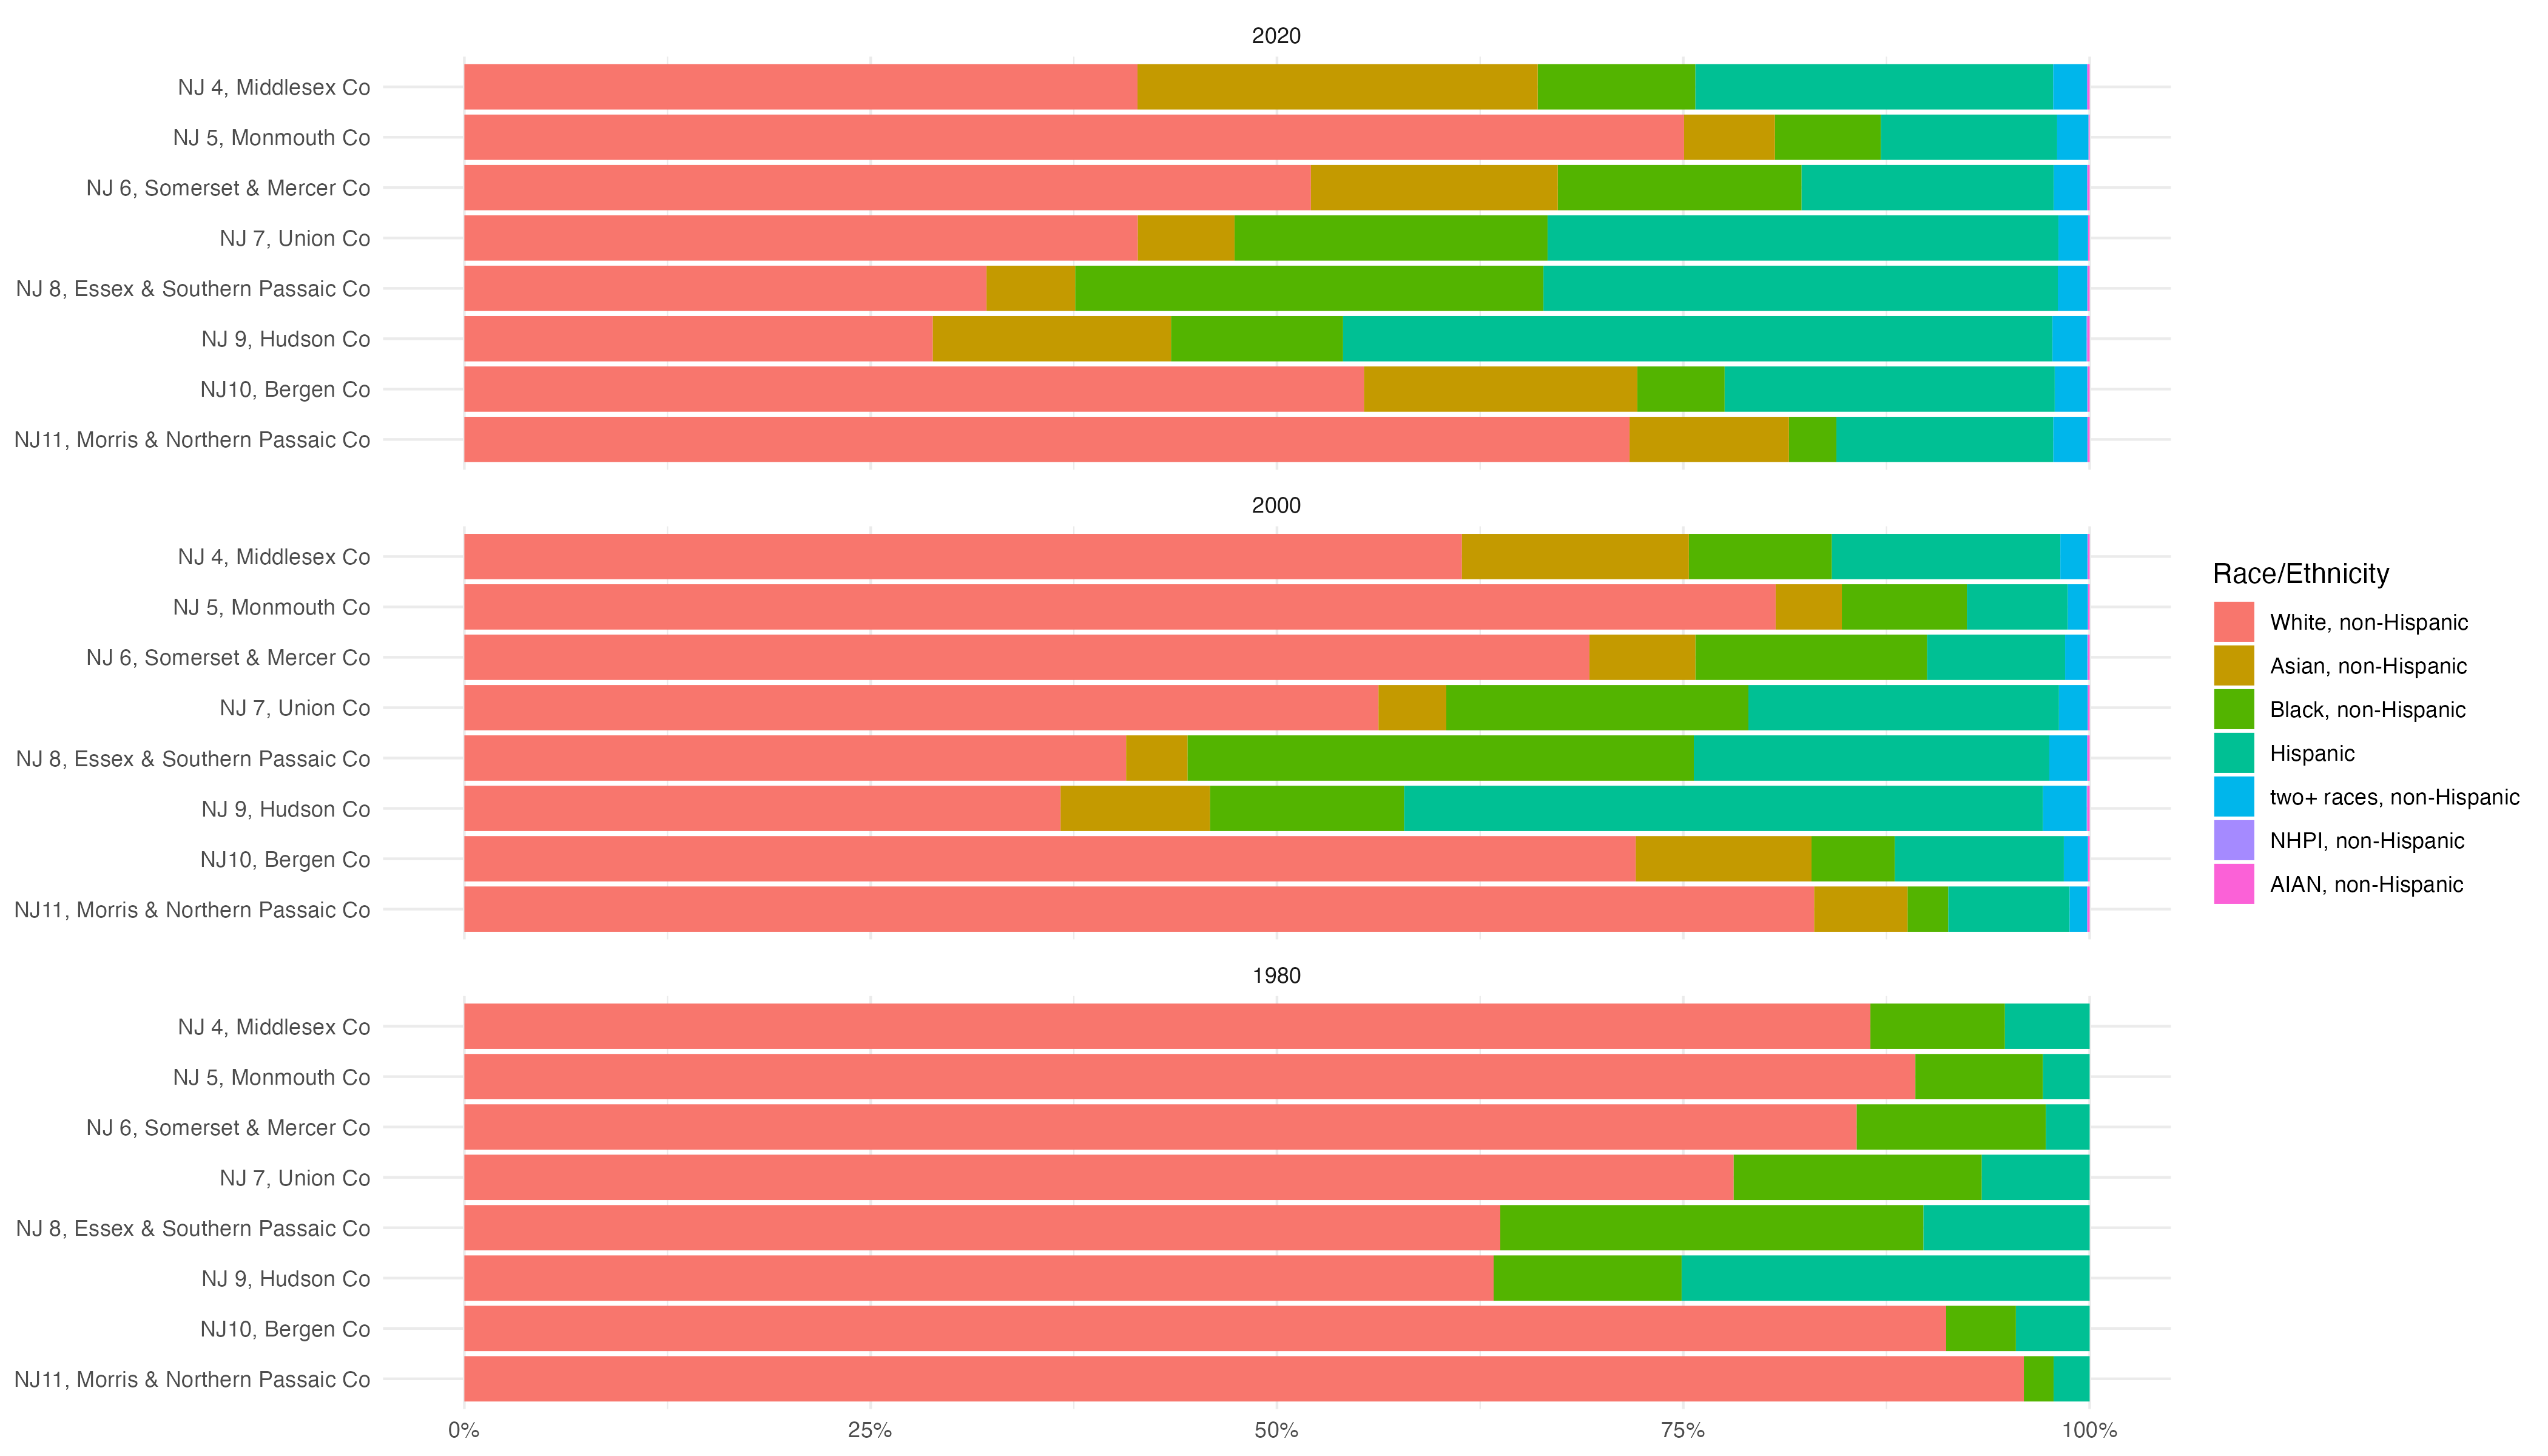 2020
NJ 4, Middlesex Co
NJ 5, Monmouth Co
NJ 6, Somerset & Mercer Co
NJ 7, Union Co
NJ 8, Essex & Southern Passaic Co
NJ 9, Hudson Co
NJ10, Bergen Co
NJ11, Morris & Northern Passaic Co
2000
NJ 4, Middlesex Co
NJ 5, Monmouth Co
NJ 6, Somerset & Mercer Co
NJ 7, Union Co
NJ 8, Essex & Southern Passaic Co
NJ 9, Hudson Co
NJ10, Bergen Co
NJ11, Morris & Northern Passaic Co
1980
NJ 4, Middlesex Co
NJ 5, Monmouth Co
NJ 6, Somerset & Mercer Co
NJ 7, Union Co
NJ 8, Essex & Southern Passaic Co
NJ 9, Hudson Co
NJ10, Bergen Co
NJ11, Morris & Northern Passaic Co
0% 25% 50% 75% 100%
Race/Ethnicity
White, non-Hispanic
Asian, non-Hispanic
Black, non-Hispanic
Hispanic
two+ races, non-Hispanic
NHPI, non-Hispanic
AIAN, non-Hispanic